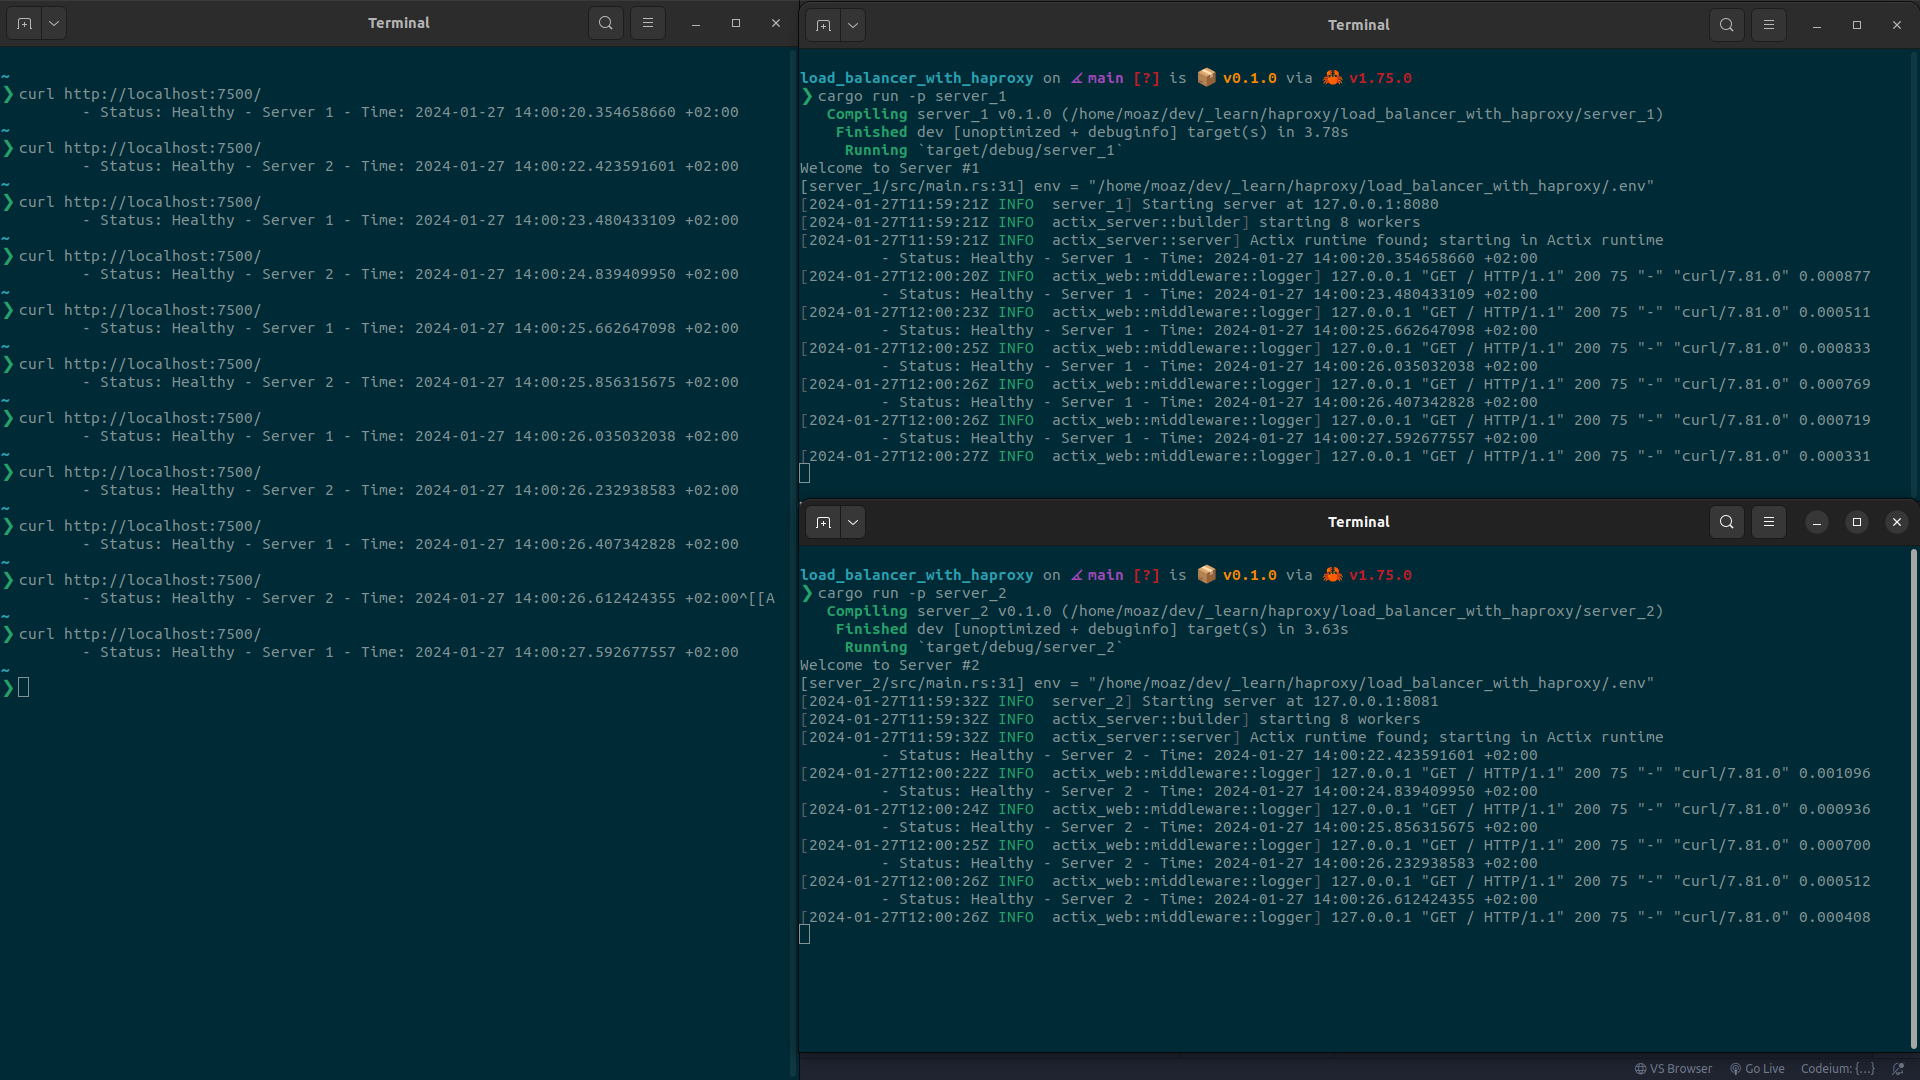 Terminal
~
❯ curl http://localhost:7500/
- Status: Healthy - Server 1 - Time: 2024-01-27 14:00:20.354658660 +02:00
~
❯ curl http://localhost:7500/
- Status: Healthy - Server 2 - Time: 2024-01-27 14:00:22.423591601 +02:00
~
❯ curl http://localhost:7500/
- Status: Healthy - Server 1 - Time: 2024-01-27 14:00:23.480433109 +02:00
~
❯ curl http://localhost:7500/
- Status: Healthy - Server 2 - Time: 2024-01-27 14:00:24.839409950 +02:00
~
❯ curl http://localhost:7500/
- Status: Healthy - Server 1 - Time: 2024-01-27 14:00:25.662647098 +02:00
~
❯ curl http://localhost:7500/
- Status: Healthy - Server 2 - Time: 2024-01-27 14:00:25.856315675 +02:00
~
❯ curl http://localhost:7500/
- Status: Healthy - Server 1 - Time: 2024-01-27 14:00:26.035032038 +02:00
~
❯ curl http://localhost:7500/
- Status: Healthy - Server 2 - Time: 2024-01-27 14:00:26.232938583 +02:00
~
❯ curl http://localhost:7500/
- Status: Healthy - Server 1 - Time: 2024-01-27 14:00:26.407342828 +02:00
~
❯ curl http://localhost:7500/
- Status: Healthy - Server 2 - Time: 2024-01-27 14:00:26.612424355 +02:00^[[A
~
❯ curl http://localhost:7500/
- Status: Healthy - Server 1 - Time: 2024-01-27 14:00:27.592677557 +02:00
~
❯
Terminal
load_balancer_with_haproxy on main [?] is 📦 v0.1.0 via 🦀 v1.75.0
❯ cargo run -p server_1
Compiling server_1 v0.1.0 (/home/moaz/dev/_learn/haproxy/load_balancer_with_haproxy/server_1)
Finished dev [unoptimized + debuginfo] target(s) in 3.78s
Running `target/debug/server_1`
Welcome to Server #1
[server_1/src/main.rs:31] env = "/home/moaz/dev/_learn/haproxy/load_balancer_with_haproxy/.env"
[2024-01-27T11:59:21Z INFO  server_1] Starting server at 127.0.0.1:8080
[2024-01-27T11:59:21Z INFO  actix_server::builder] starting 8 workers
[2024-01-27T11:59:21Z INFO  actix_server::server] Actix runtime found; starting in Actix runtime
- Status: Healthy - Server 1 - Time: 2024-01-27 14:00:20.354658660 +02:00
[2024-01-27T12:00:20Z INFO  actix_web::middleware::logger] 127.0.0.1 "GET / HTTP/1.1" 200 75 "-" "curl/7.81.0" 0.000877
- Status: Healthy - Server 1 - Time: 2024-01-27 14:00:23.480433109 +02:00
[2024-01-27T12:00:23Z INFO  actix_web::middleware::logger] 127.0.0.1 "GET / HTTP/1.1" 200 75 "-" "curl/7.81.0" 0.000511
- Status: Healthy - Server 1 - Time: 2024-01-27 14:00:25.662647098 +02:00
[2024-01-27T12:00:25Z INFO  actix_web::middleware::logger] 127.0.0.1 "GET / HTTP/1.1" 200 75 "-" "curl/7.81.0" 0.000833
- Status: Healthy - Server 1 - Time: 2024-01-27 14:00:26.035032038 +02:00
[2024-01-27T12:00:26Z INFO  actix_web::middleware::logger] 127.0.0.1 "GET / HTTP/1.1" 200 75 "-" "curl/7.81.0" 0.000769
- Status: Healthy - Server 1 - Time: 2024-01-27 14:00:26.407342828 +02:00
[2024-01-27T12:00:26Z INFO  actix_web::middleware::logger] 127.0.0.1 "GET / HTTP/1.1" 200 75 "-" "curl/7.81.0" 0.000719
- Status: Healthy - Server 1 - Time: 2024-01-27 14:00:27.592677557 +02:00
[2024-01-27T12:00:27Z INFO  actix_web::middleware::logger] 127.0.0.1 "GET / HTTP/1.1" 200 75 "-" "curl/7.81.0" 0.000331
Terminal
load_balancer_with_haproxy on main [?] is 📦 v0.1.0 via 🦀 v1.75.0
❯ cargo run -p server_2
Compiling server_2 v0.1.0 (/home/moaz/dev/_learn/haproxy/load_balancer_with_haproxy/server_2)
Finished dev [unoptimized + debuginfo] target(s) in 3.63s
Running `target/debug/server_2`
Welcome to Server #2
[server_2/src/main.rs:31] env = "/home/moaz/dev/_learn/haproxy/load_balancer_with_haproxy/.env"
[2024-01-27T11:59:32Z INFO  server_2] Starting server at 127.0.0.1:8081
[2024-01-27T11:59:32Z INFO  actix_server::builder] starting 8 workers
[2024-01-27T11:59:32Z INFO  actix_server::server] Actix runtime found; starting in Actix runtime
- Status: Healthy - Server 2 - Time: 2024-01-27 14:00:22.423591601 +02:00
[2024-01-27T12:00:22Z INFO  actix_web::middleware::logger] 127.0.0.1 "GET / HTTP/1.1" 200 75 "-" "curl/7.81.0" 0.001096
- Status: Healthy - Server 2 - Time: 2024-01-27 14:00:24.839409950 +02:00
[2024-01-27T12:00:24Z INFO  actix_web::middleware::logger] 127.0.0.1 "GET / HTTP/1.1" 200 75 "-" "curl/7.81.0" 0.000936
- Status: Healthy - Server 2 - Time: 2024-01-27 14:00:25.856315675 +02:00
[2024-01-27T12:00:25Z INFO  actix_web::middleware::logger] 127.0.0.1 "GET / HTTP/1.1" 200 75 "-" "curl/7.81.0" 0.000700
- Status: Healthy - Server 2 - Time: 2024-01-27 14:00:26.232938583 +02:00
[2024-01-27T12:00:26Z INFO  actix_web::middleware::logger] 127.0.0.1 "GET / HTTP/1.1" 200 75 "-" "curl/7.81.0" 0.000512
- Status: Healthy - Server 2 - Time: 2024-01-27 14:00:26.612424355 +02:00
[2024-01-27T12:00:26Z INFO  actix_web::middleware::logger] 127.0.0.1 "GET / HTTP/1.1" 200 75 "-" "curl/7.81.0" 0.000408
VS Browser Go Live Codeium: {...}